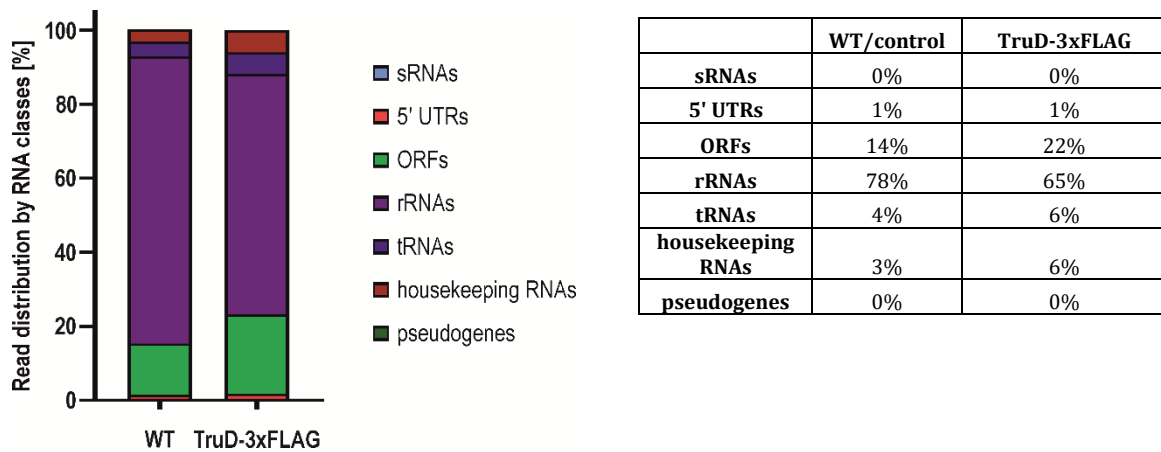 Read distribution by RNA classes [%]
100
80
60
40
20
0
WT TruD-3xFLAG
sRNAs
5' UTRs
ORFs
rRNAs
tRNAs
housekeeping RNAs
pseudogenes
WT/control TruD-3xFLAG
sRNAs 0% 0%
5' UTRs 1% 1%
ORFs 14% 22%
rRNAs 78% 65%
tRNAs 4% 6%
housekeeping
RNAs 3% 6%
pseudogenes 0% 0%